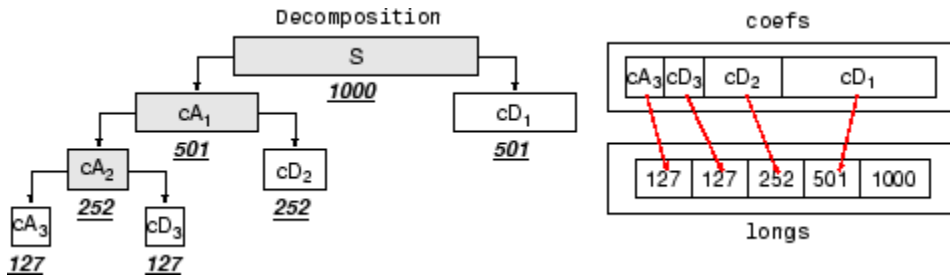 Decomposition
S
1000
cA1
501
cD1
501
cA2
252
cD2
252
cA3
127
cD3
127
coefs
cA3 cD3 cD2 cD1
127 127 252 501 1000
longs